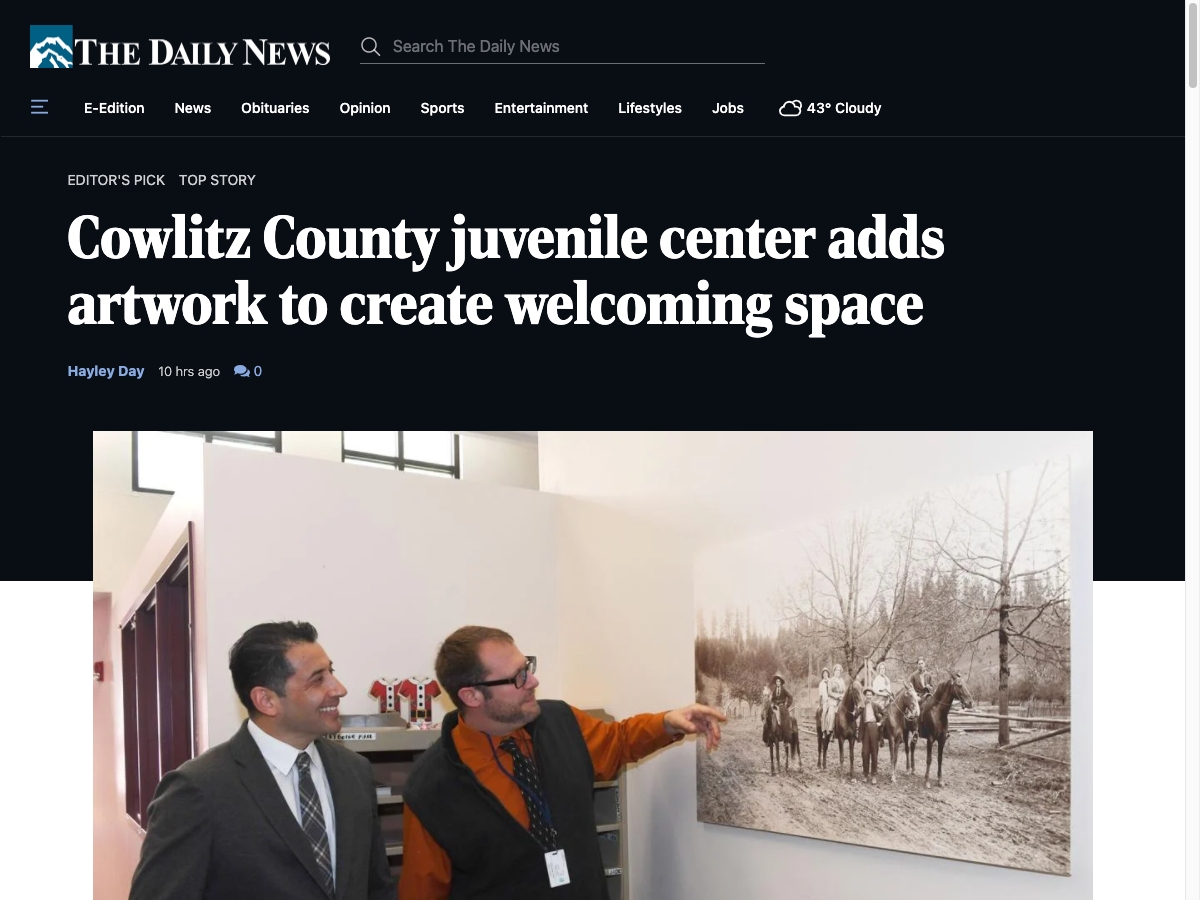 THE DAILY NEWS
Search The Daily News
E-Edition News Obituaries Opinion Sports Entertainment Lifestyles Jobs 43° Cloudy
EDITOR'S PICK TOP STORY
Cowlitz County juvenile center adds
artwork to create welcoming space
Hayley Day 10 hrs ago 0